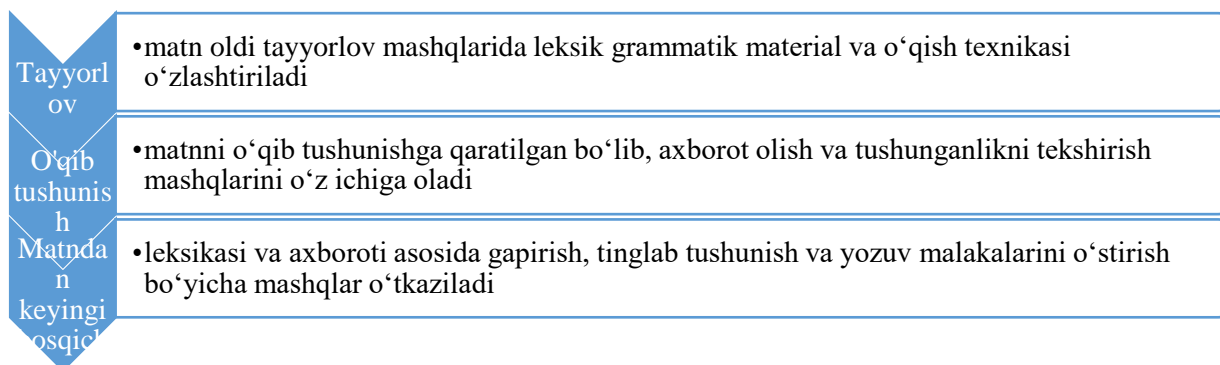 Tayyorl
ov
•matn oldi tayyorlov mashqlarida leksik grammatik material va o‘qish texnikasi
o‘zlashtiriladi
O'qib
tushunis
h
•matnni o‘qib tushunishga qaratilgan bo‘lib, axborot olish va tushunganlikni tekshirish
mashqlarini o‘z ichiga oladi
Matnda
n
keyingi
bosqich
•leksikasi va axboroti asosida gapirish, tinglab tushunish va yozuv malakalarini o‘stirish
bo‘yicha mashqlar o‘tkaziladi